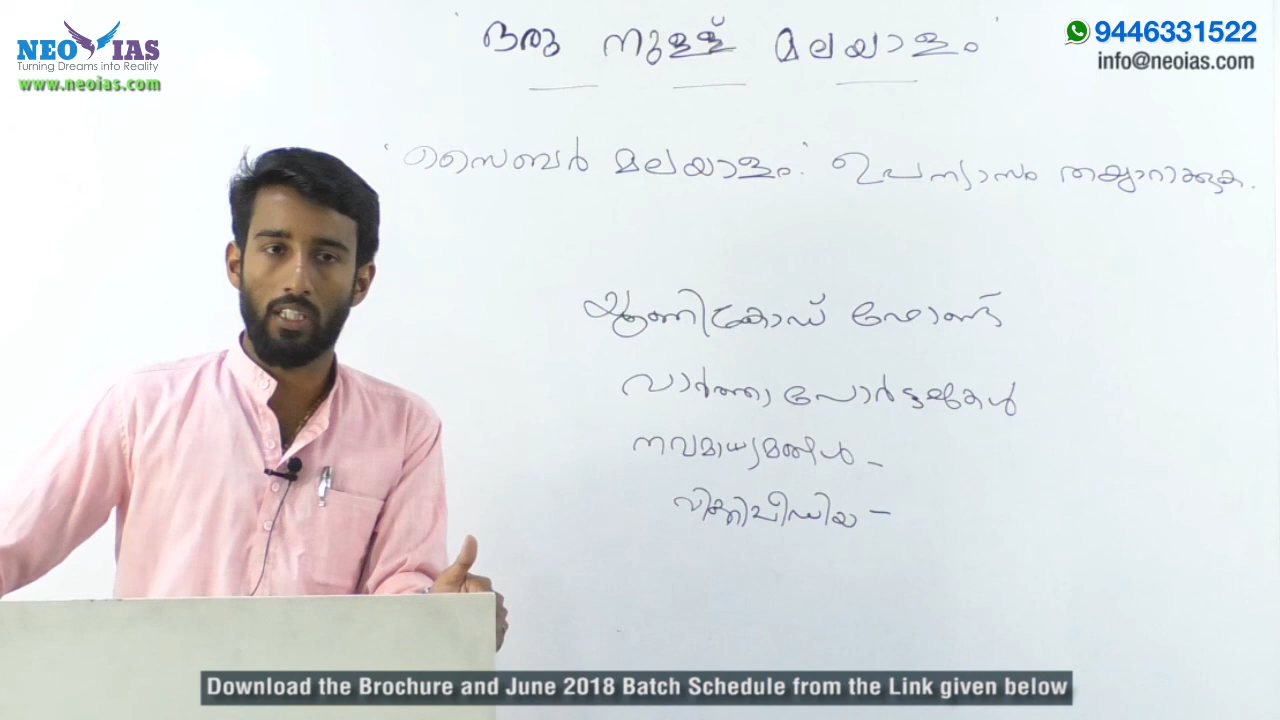 NEO IAS
Turning Dreams into Reality
www.neoias.com
9446331522
info@neoias.com
'ഒരു നുള്ള് മലയാളം'
'സൈബർ മലയാളം' ഉപന്യാസം തയ്യാറാക്കുക.
യൂണികോഡ് ഫോണ്ട്
വാർത്താ പോർട്ടലുകൾ
നവമാധ്യമങ്ങൾ -
വിക്കിപീഡിയ -
Download the Brochure and June 2018 Batch Schedule from the Link given below